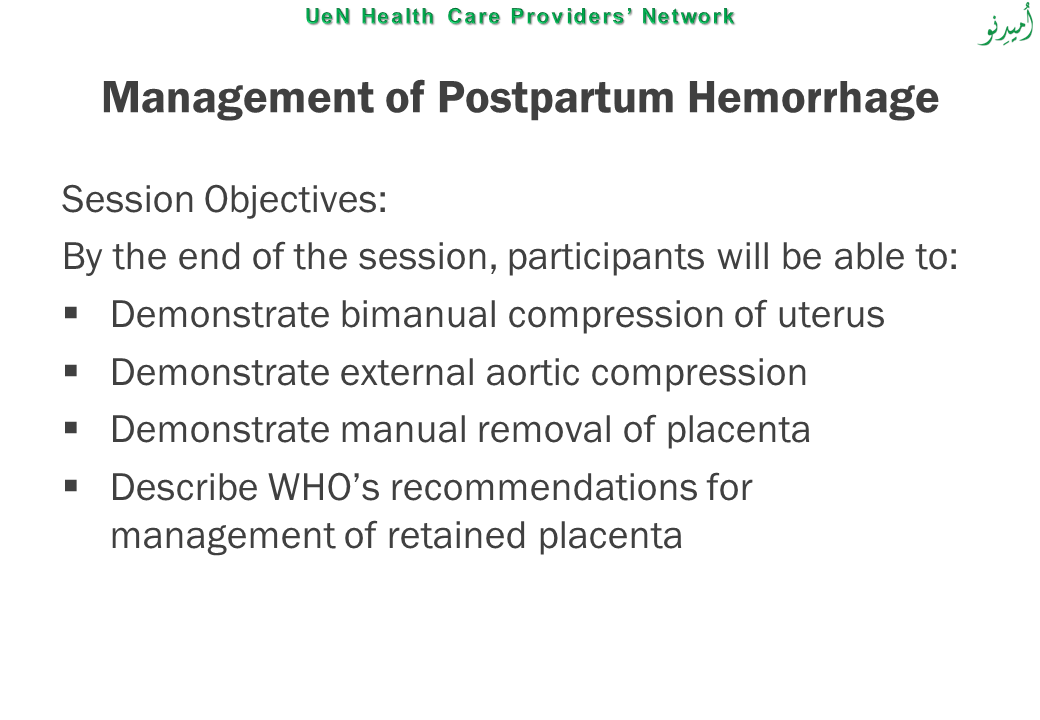 UeN Health Care Providers’ Network
اُمیدِنو
Management of Postpartum Hemorrhage
Session Objectives:
By the end of the session, participants will be able to:
▪ Demonstrate bimanual compression of uterus
▪ Demonstrate external aortic compression
▪ Demonstrate manual removal of placenta
▪ Describe WHO’s recommendations for
management of retained placenta